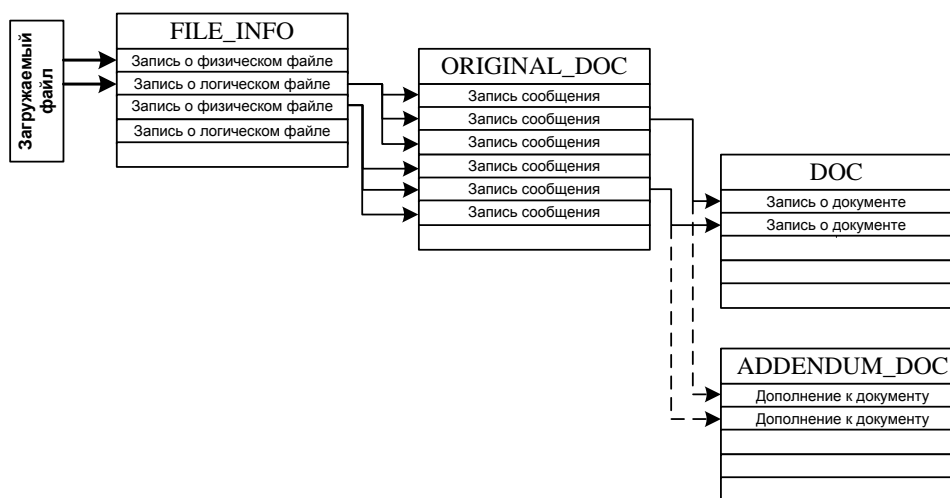 Загружаемый
файл
FILE_INFO
Запись о физическом файле
Запись о логическом файле
Запись о физическом файле
Запись о логическом файле
ORIGINAL_DOC
Запись сообщения
Запись сообщения
Запись сообщения
Запись сообщения
Запись сообщения
Запись сообщения
DOC
Запись о документе
Запись о документе
ADDENDUM_DOC
Дополнение к документу
Дополнение к документу